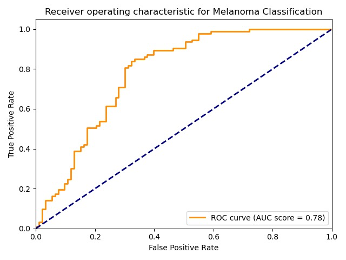 Receiver operating characteristic for Melanoma Classification
True Positive Rate
1.0
0.8
0.6
0.4
0.2
0.0
ROC curve (AUC score = 0.78)
0.0 0.2 0.4 0.6 0.8 1.0
False Positive Rate